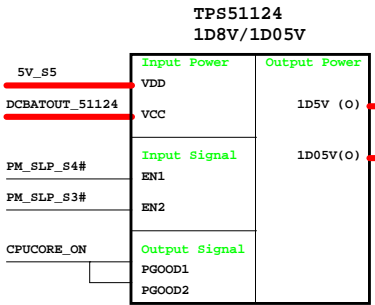 TPS51124
1D8V/1D05V
Input Power
Output Power
5V_S5
VDD
DCBATOUT_51124
VCC
1D5V (O)
Input Signal
1D05V(O)
PM_SLP_S4#
EN1
PM_SLP_S3#
EN2
CPUCORE_ON
Output Signal
PGOOD1
PGOOD2